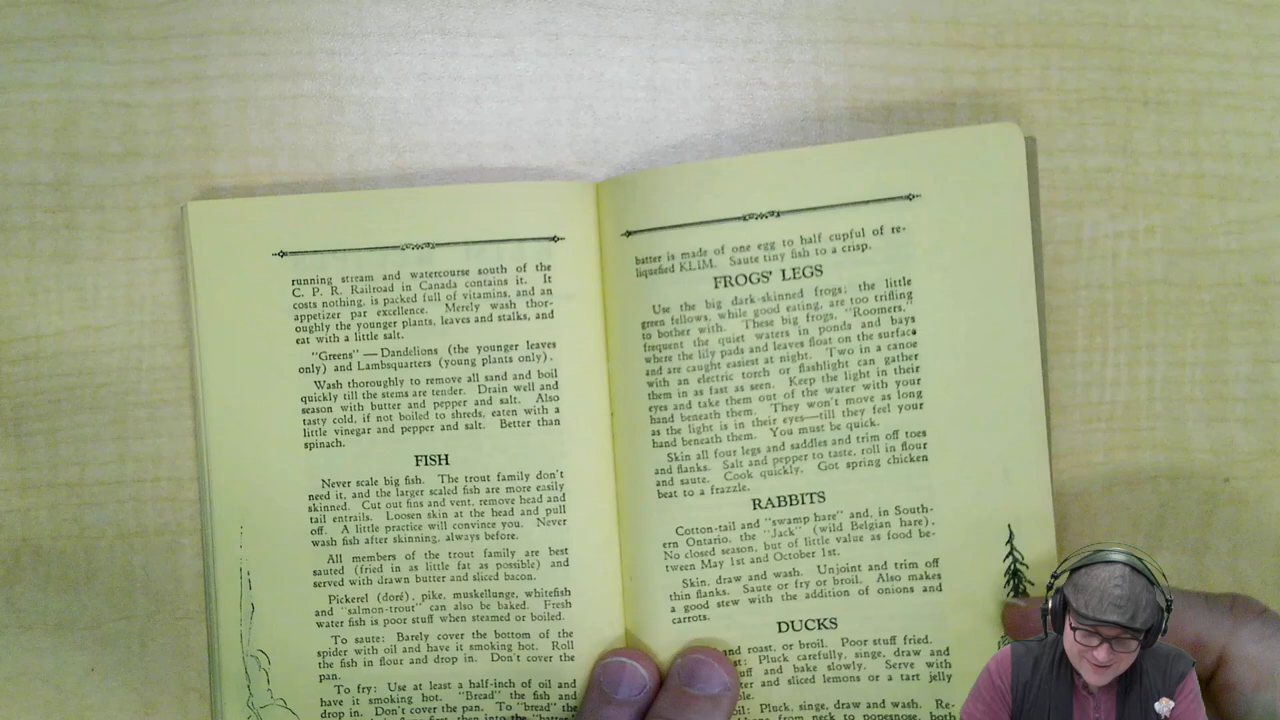 running stream and watercourse south of the
C. P. R. Railroad in Canada contains it. It
costs nothing, is packed full of vitamins, and an
appetizer par excellence. Merely wash thor-
oughly the younger plants, leaves and stalks, and
eat with a little salt.
"Greens" — Dandelions (the younger leaves
only) and Lambsquarters (young plants only).
Wash thoroughly to remove all sand and boil
quickly till the stems are tender. Drain well and
season with butter and pepper and salt. Also
tasty cold, if not boiled to shreds, eaten with a
little vinegar and pepper and salt. Better than
spinach.
FISH
Never scale big fish. The trout family don't
need it, and the larger scaled fish are more easily
skinned. Cut out fins and vent, remove head and
tail entrails. Loosen skin at the head and pull
off. A little practice will convince you. Never
wash fish after skinning, always before.
All members of the trout family are best
sauted (fried in as little fat as possible) and
served with drawn butter and sliced bacon.
Pickerel (doré), pike, muskellunge, whitefish
and "salmon-trout" can also be baked. Fresh
water fish is poor stuff when steamed or boiled.
To saute: Barely cover the bottom of the
spider with oil and have it smoking hot. Roll
the fish in flour and drop in. Don't cover the
pan.
To fry: Use at least a half-inch of oil and
have it smoking hot. "Bread" the fish and
drop in. Don't cover the pan. To "bread" the
batter is made of one egg to half cupful of re-
liquefied KLIM. Saute tiny fish to a crisp.
FROGS' LEGS
Use the big dark-skinned frogs; the little
green fellows, while good eating, are too trifling
to bother with. These big frogs, "Roomers,"
frequent the quiet waters in ponds and bays
where the lily pads and leaves float on the surface
and are caught easiest at night. Two in a canoe
with an electric torch or flashlight can gather
them in as fast as seen. Keep the light in their
eyes and take them out of the water with your
hand beneath them. They won't move as long
as the light is in their eyes—till they feel your
hand beneath them. You must be quick.
Skin all four legs and saddles and trim off toes
and flanks. Salt and pepper to taste, roll in flour
and saute. Cook quickly. Got spring chicken
beat to a frazzle.
RABBITS
Cotton-tail and "swamp hare" and, in South-
ern Ontario, the "Jack" (wild Belgian hare).
No closed season, but of little value as food be-
tween May 1st and October 1st.
Skin, draw and wash. Unjoint and trim off
thin flanks. Saute or fry or broil. Also makes
a good stew with the addition of onions and
carrots.
DUCKS
and roast, or broil. Poor stuff fried.
Pluck carefully, singe, draw and
and bake slowly. Serve with
and sliced lemons or a tart jelly
Pluck, singe, draw and wash. Re-
from neck to popesnose, both